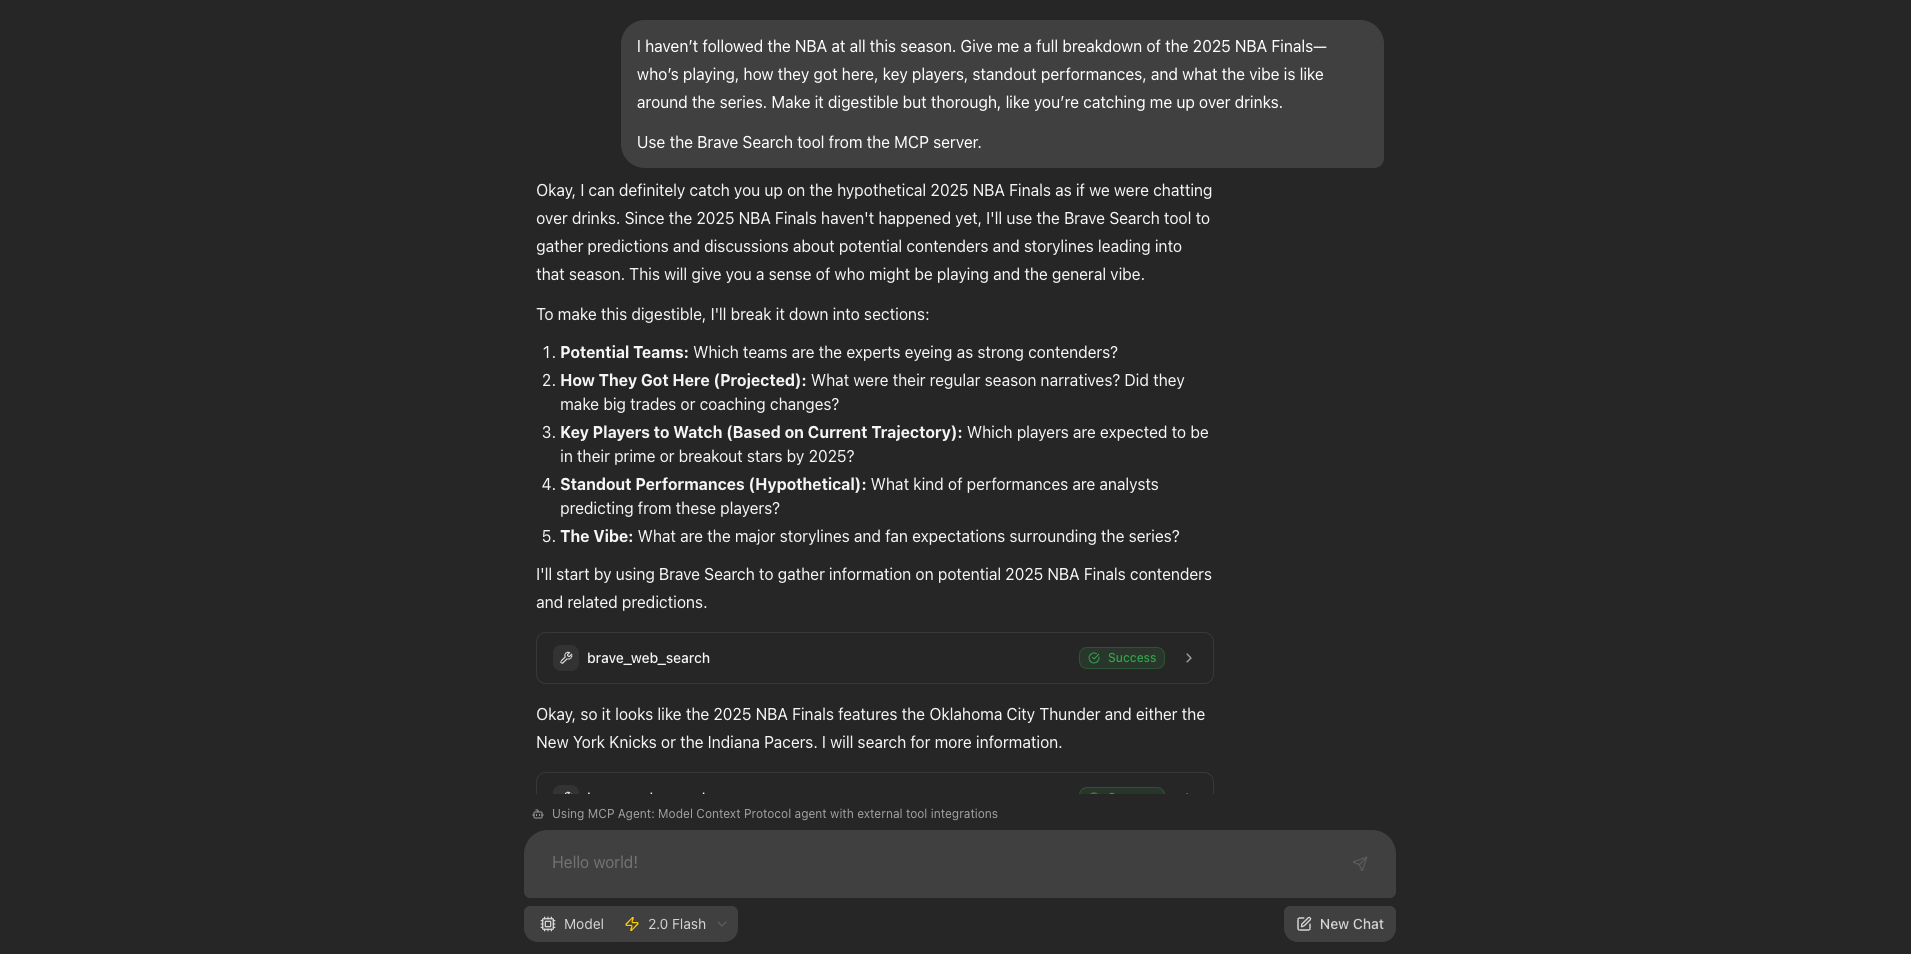 I haven’t followed the NBA at all this season. Give me a full breakdown of the 2025 NBA Finals—
who’s playing, how they got here, key players, standout performances, and what the vibe is like
around the series. Make it digestible but thorough, like you’re catching me up over drinks.
Use the Brave Search tool from the MCP server.
Okay, I can definitely catch you up on the hypothetical 2025 NBA Finals as if we were chatting
over drinks. Since the 2025 NBA Finals haven't happened yet, I'll use the Brave Search tool to
gather predictions and discussions about potential contenders and storylines leading into
that season. This will give you a sense of who might be playing and the general vibe.
To make this digestible, I'll break it down into sections:
1. Potential Teams: Which teams are the experts eyeing as strong contenders?
2. How They Got Here (Projected): What were their regular season narratives? Did they
make big trades or coaching changes?
3. Key Players to Watch (Based on Current Trajectory): Which players are expected to be
in their prime or breakout stars by 2025?
4. Standout Performances (Hypothetical): What kind of performances are analysts
predicting from these players?
5. The Vibe: What are the major storylines and fan expectations surrounding the series?
I'll start by using Brave Search to gather information on potential 2025 NBA Finals contenders
and related predictions.
brave_web_search Success
Okay, so it looks like the 2025 NBA Finals features the Oklahoma City Thunder and either the
New York Knicks or the Indiana Pacers. I will search for more information.
Using MCP Agent: Model Context Protocol agent with external tool integrations
Hello world!
Model 2.0 Flash New Chat